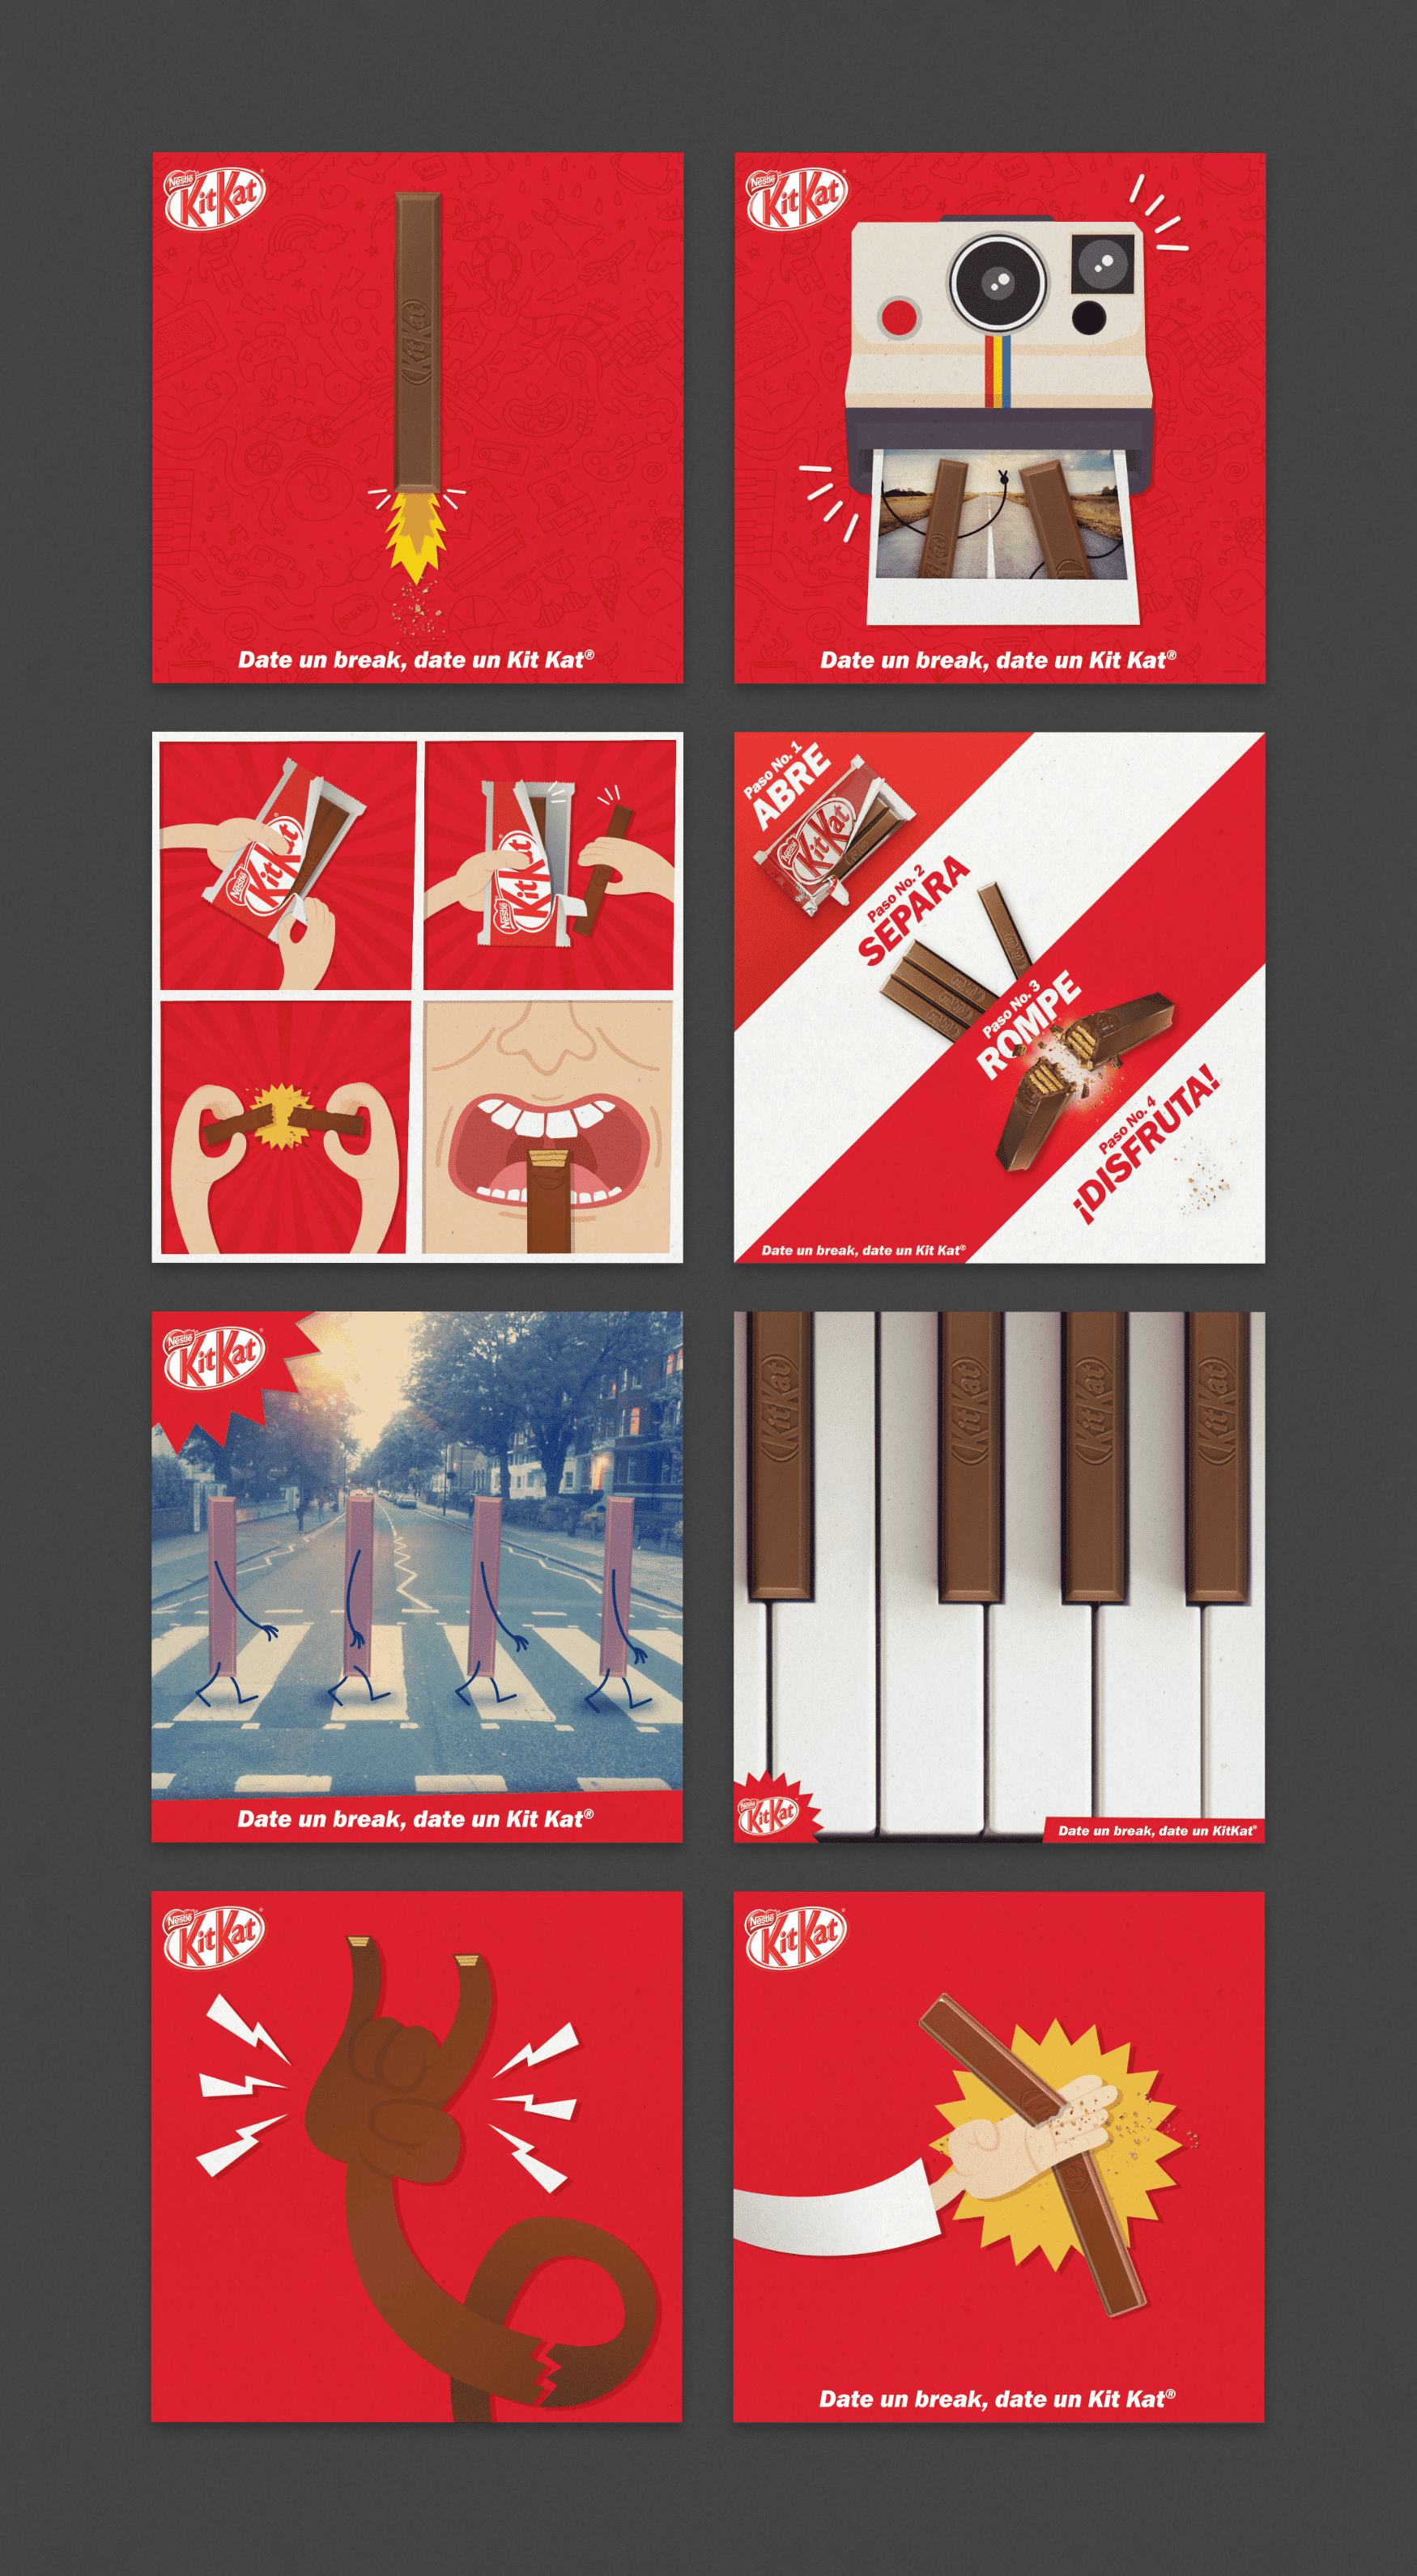 Nestlé
KitKat
KitKat
Date un break, date un Kit Kat®
Nestlé
KitKat
KitKat
Date un break, date un Kit Kat®
Nestlé
KitKat
Nestlé
KitKat
Paso No. 1
ABRE
Nestlé
KitKat
Paso No. 2
SEPARA
Paso No. 3
ROMPE
Paso No. 4
¡DISFRUTA!
Date un break, date un Kit Kat®
Nestlé
KitKat
Date un break, date un Kit Kat®
KitKat
KitKat
KitKat
KitKat
Nestlé
KitKat
Date un break, date un KitKat®
Nestlé
KitKat
Nestlé
KitKat
Date un break, date un Kit Kat®